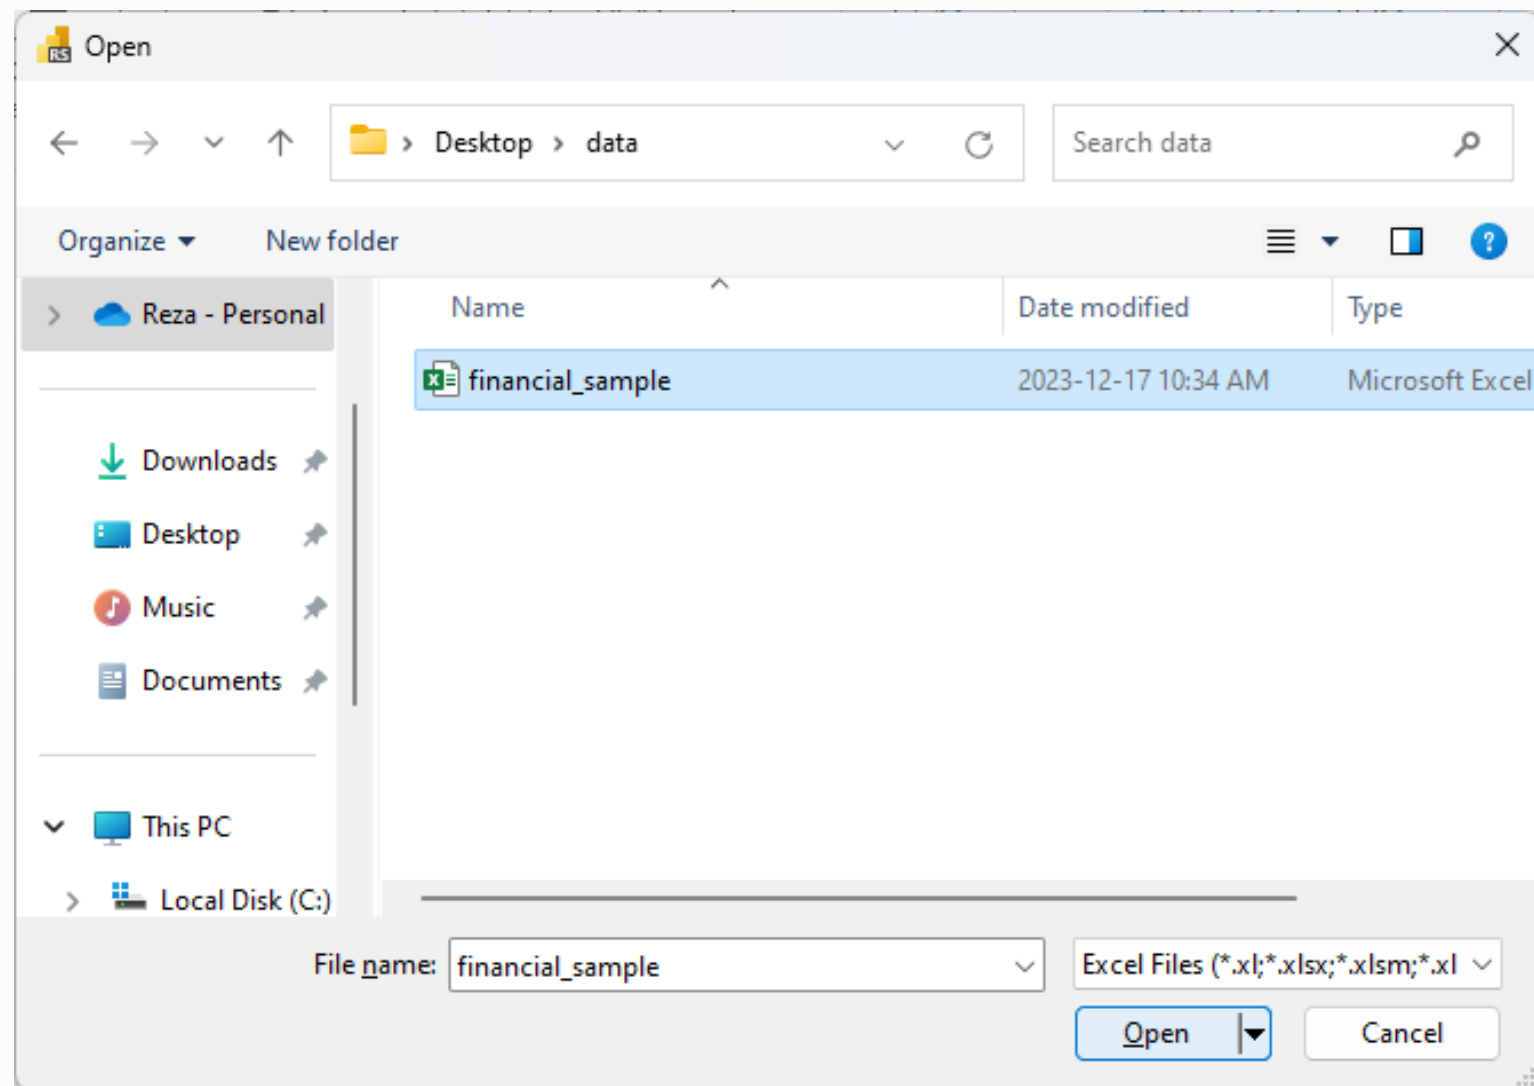 RS Open
Desktop > data
Search data
Organize
New folder
?
Reza - Personal
Name
Date modified
Type
financial_sample
2023-12-17 10:34 AM
Microsoft Excel
Downloads
Desktop
Music
Documents
This PC
Local Disk (C:)
File name: financial_sample
Excel Files (*.xl;*.xlsx;*.xlsm;*.xl
Open
Cancel